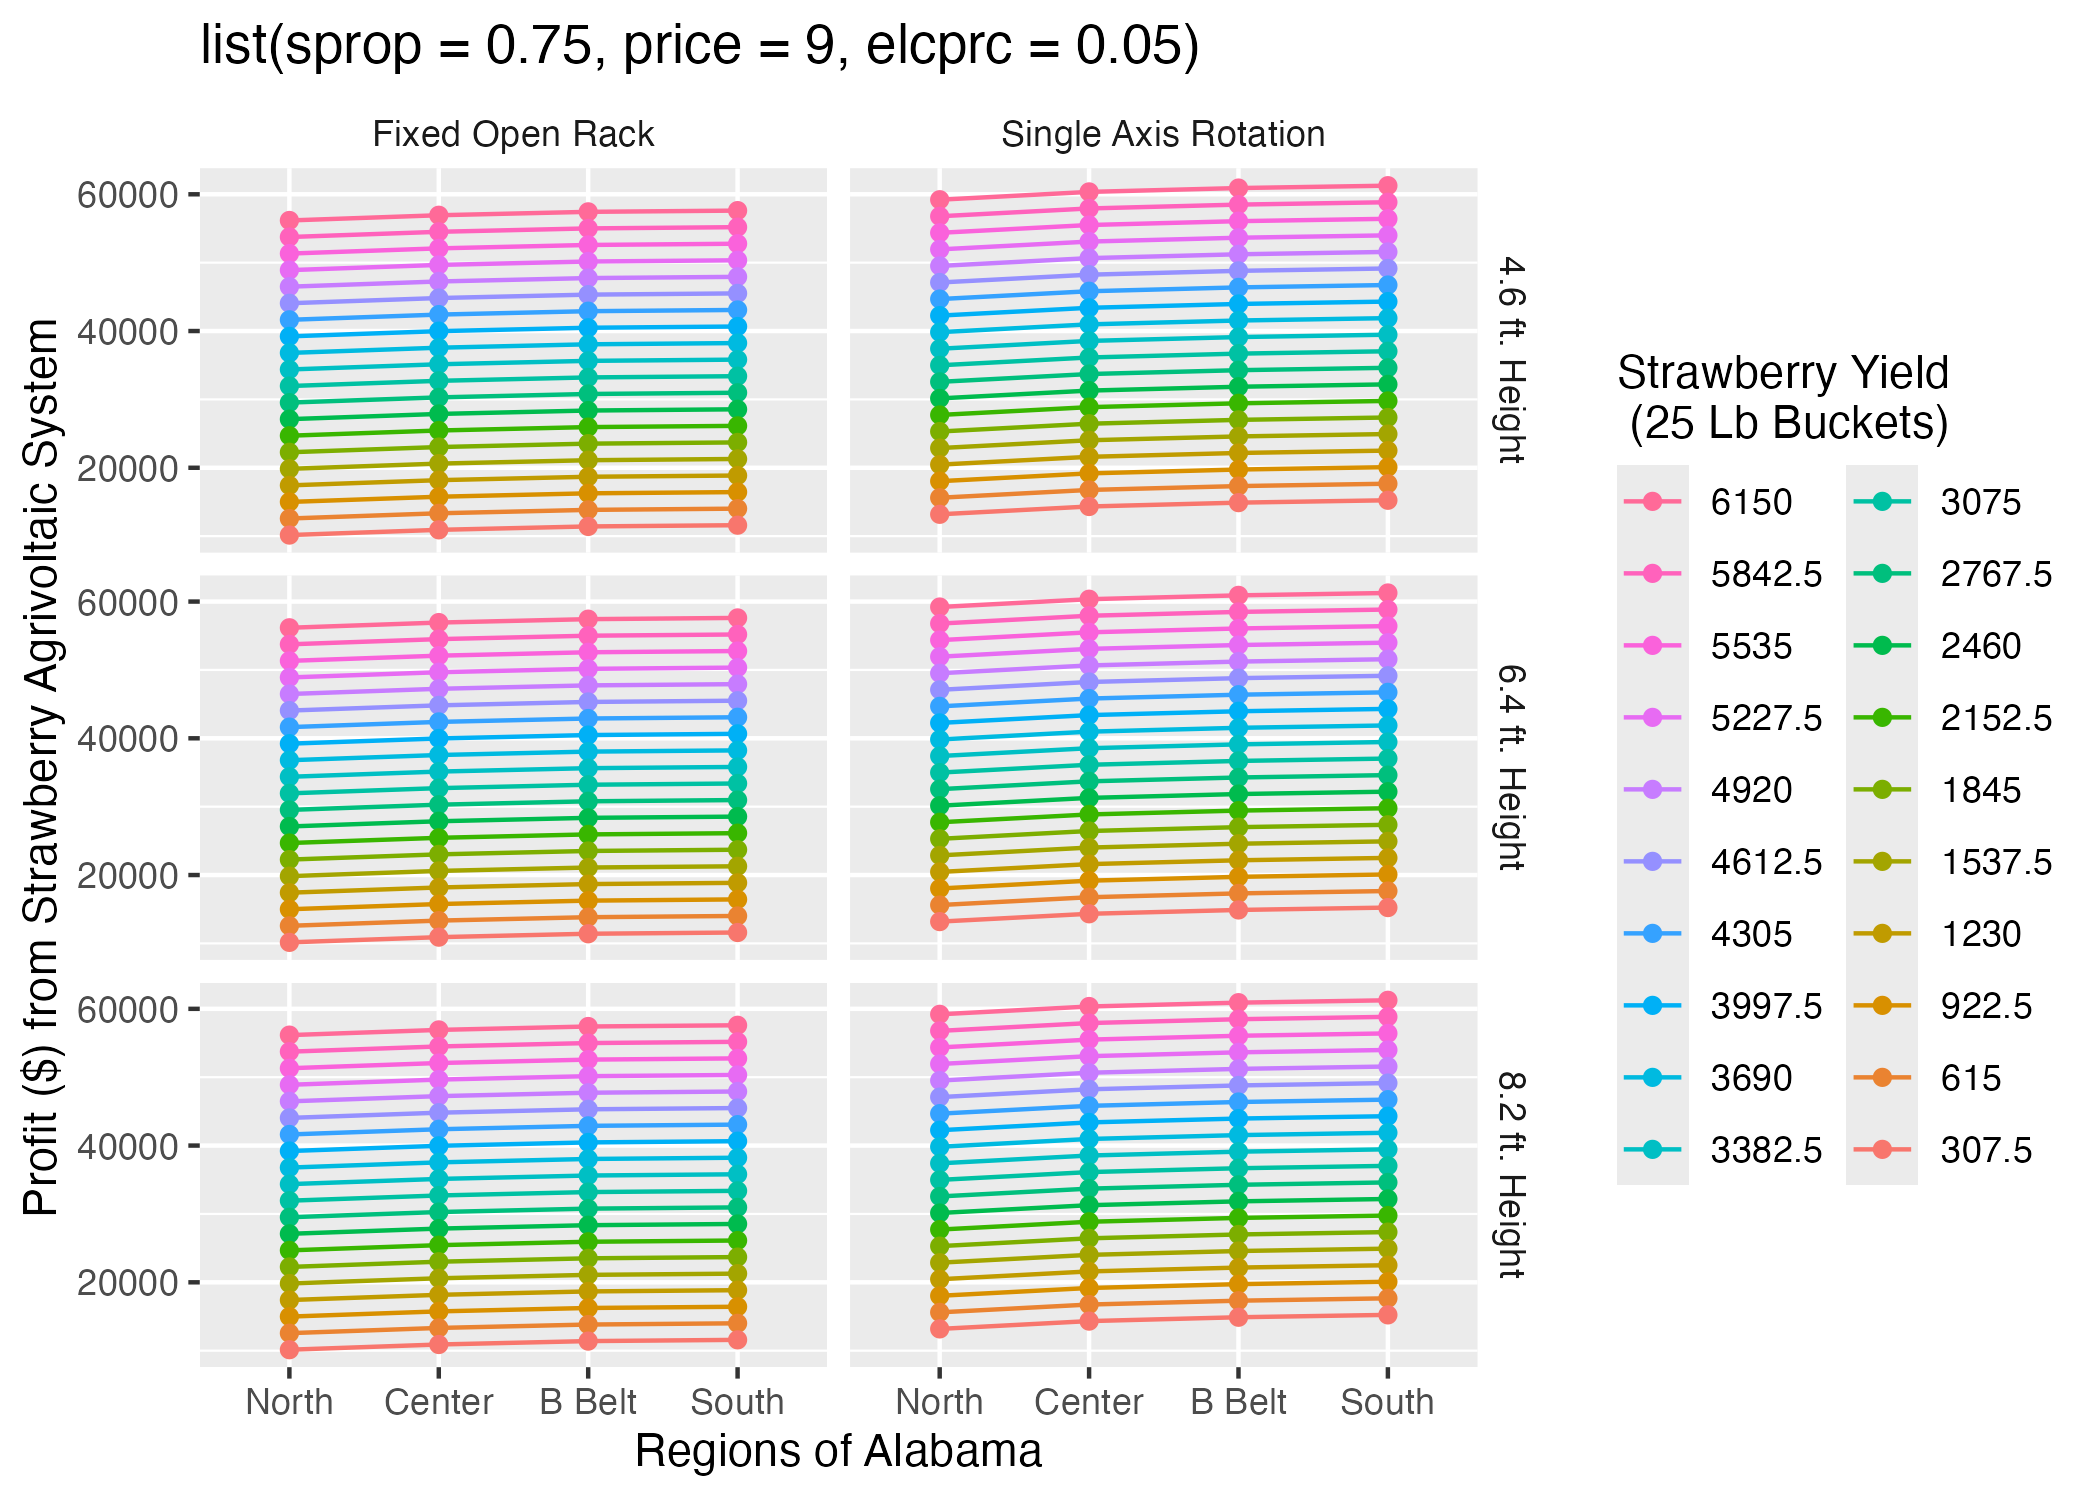 list(sprop = 0.75, price = 9, elcprc = 0.05)
Fixed Open Rack
Single Axis Rotation
Profit ($) from Strawberry Agrivoltaic System
60000
40000
20000
4.6 ft. Height
60000
40000
20000
6.4 ft. Height
60000
40000
20000
8.2 ft. Height
North Center B Belt South
North Center B Belt South
Regions of Alabama
Strawberry Yield
(25 Lb Buckets)
6150
5842.5
5535
5227.5
4920
4612.5
4305
3997.5
3690
3382.5
3075
2767.5
2460
2152.5
1845
1537.5
1230
922.5
615
307.5